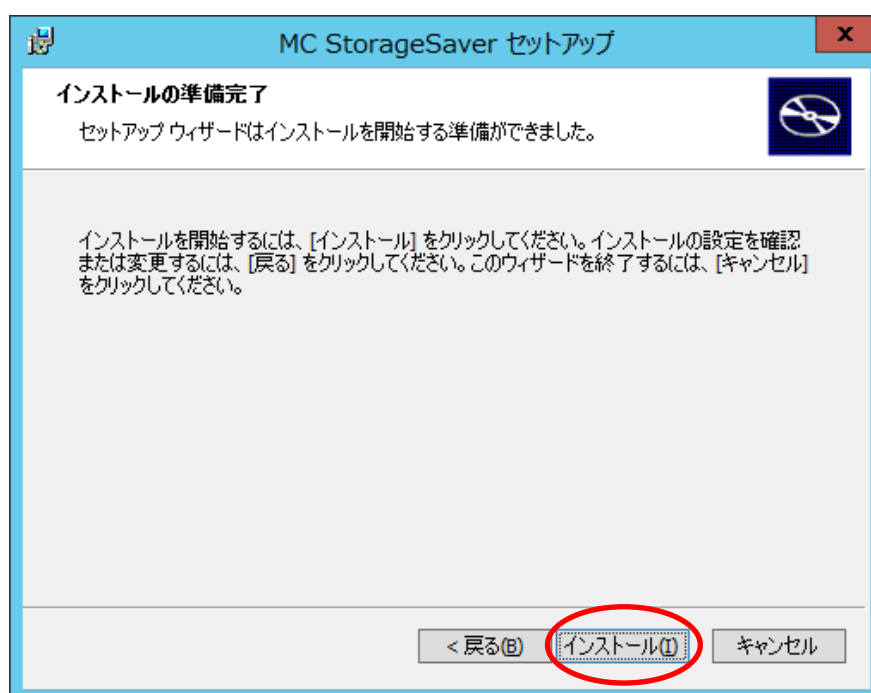 MC StorageSaver セットアップ
x
インストールの準備完了
セットアップ ウィザードはインストールを開始する準備ができました。
インストールを開始するには、[インストール] をクリックしてください。インストールの設定を確認
または変更するには、[戻る] をクリックしてください。このウィザードを終了するには、[キャンセル]
をクリックしてください。
< 戻る(B) インストール(I) キャンセル